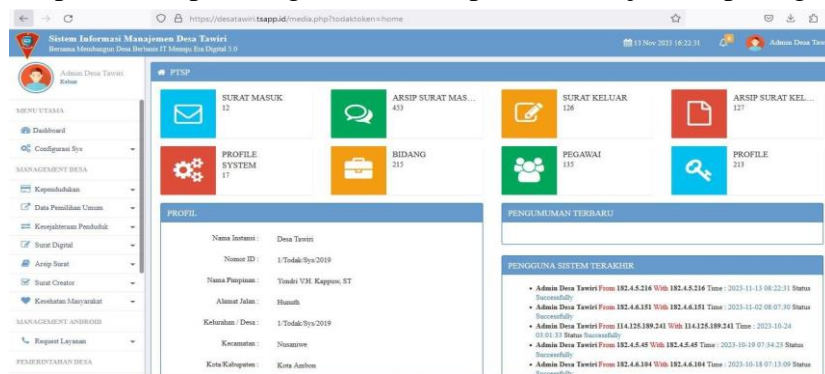 https://desatawiri.tsapp.id/media.php?todaktoken=home
Sistem Informasi Manajemen Desa Tawiri
Bersama Membangun Desa Berbasis IT Menuju Era Digital 5.0
13 Nov 2023 16:22:31
Admin Desa Taw
Admin Desa Tawiri
Keluar
MENU UTAMA
Dashboard
Configurasi Sys
MANAGEMENT DESA
Kependudukan
Data Pemilihan Umum
Kesejahteraan Penduduk
Surat Digital
Arsip Surat
Surat Creator
Kesehatan Masyarakat
MANAGEMENT ANDROID
Request Layanan
PEMERINTAHAN DESA
PTSP
SURAT MASUK
12
ARSIP SURAT MAS...
453
SURAT KELUAR
126
ARSIP SURAT KEL...
127
PROFILE SYSTEM
17
BIDANG
215
PEGAWAI
135
PROFILE
213
PROFIL
Nama Instansi : Desa Tawiri
Nomor ID : 1/Todak/Sys/2019
Nama Pimpinan : Yondri V.H. Kappuw, ST
Alamat Jalan : Hunuth
Kelurahan / Desa : 1/Todak/Sys/2019
Kecamatan : Nusaniwe
Kota/Kabupaten : Kota Ambon
PENGUMUMAN TERBARU
PENGGUNA SISTEM TERAKHIR
Admin Desa Tawiri From 182.4.5.216 With 182.4.5.216 Time : 2023-11-13 08:22:31 Status
Successfully
Admin Desa Tawiri From 182.4.6.151 With 182.4.6.151 Time : 2023-11-02 08:07:30 Status
Successfully
Admin Desa Tawiri From 114.125.189.241 With 114.125.189.241 Time : 2023-10-24
03:01:33 Status Successfully
Admin Desa Tawiri From 182.4.5.45 With 182.4.5.45 Time : 2023-10-19 07:34:23 Status
Successfully
Admin Desa Tawiri From 182.4.6.104 With 182.4.6.104 Time : 2023-10-18 07:13:09 Status